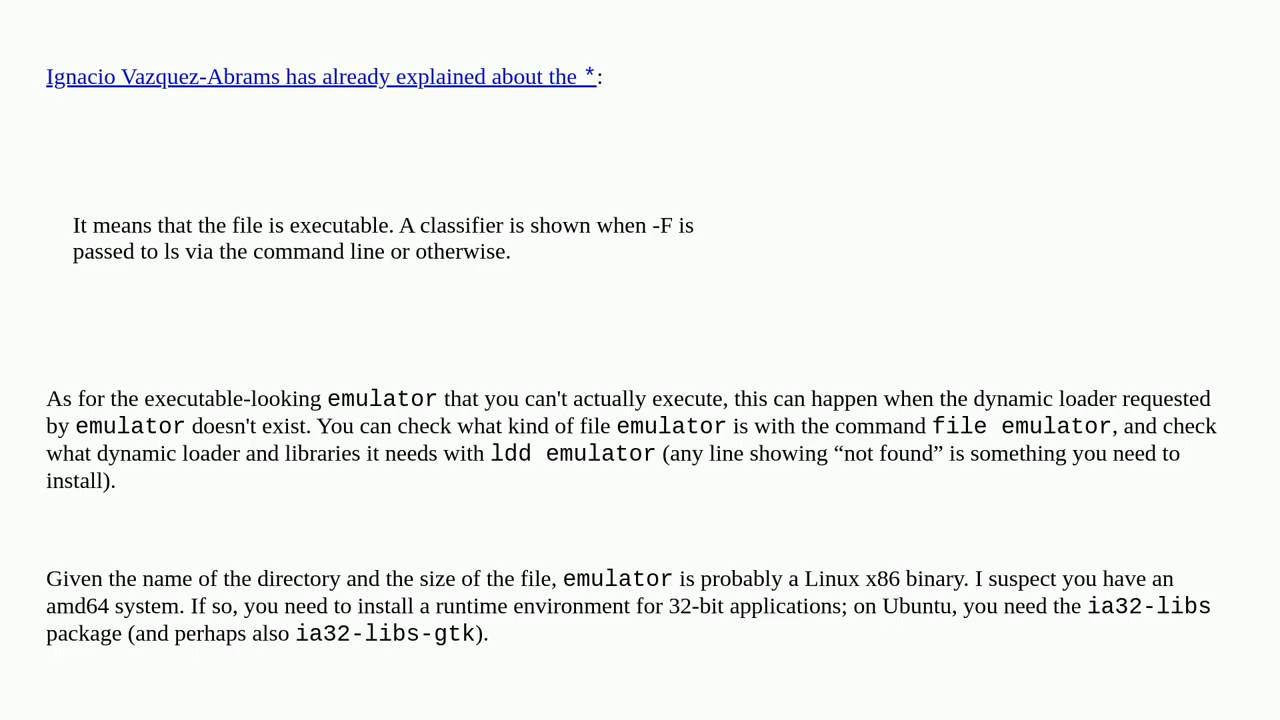 Ignacio Vazquez-Abrams has already explained about the *:
It means that the file is executable. A classifier is shown when -F is
passed to ls via the command line or otherwise.
As for the executable-looking emulator that you can't actually execute, this can happen when the dynamic loader requested
by emulator doesn't exist. You can check what kind of file emulator is with the command file emulator, and check
what dynamic loader and libraries it needs with ldd emulator (any line showing “not found” is something you need to
install).
Given the name of the directory and the size of the file, emulator is probably a Linux x86 binary. I suspect you have an
amd64 system. If so, you need to install a runtime environment for 32-bit applications; on Ubuntu, you need the ia32-libs
package (and perhaps also ia32-libs-gtk).